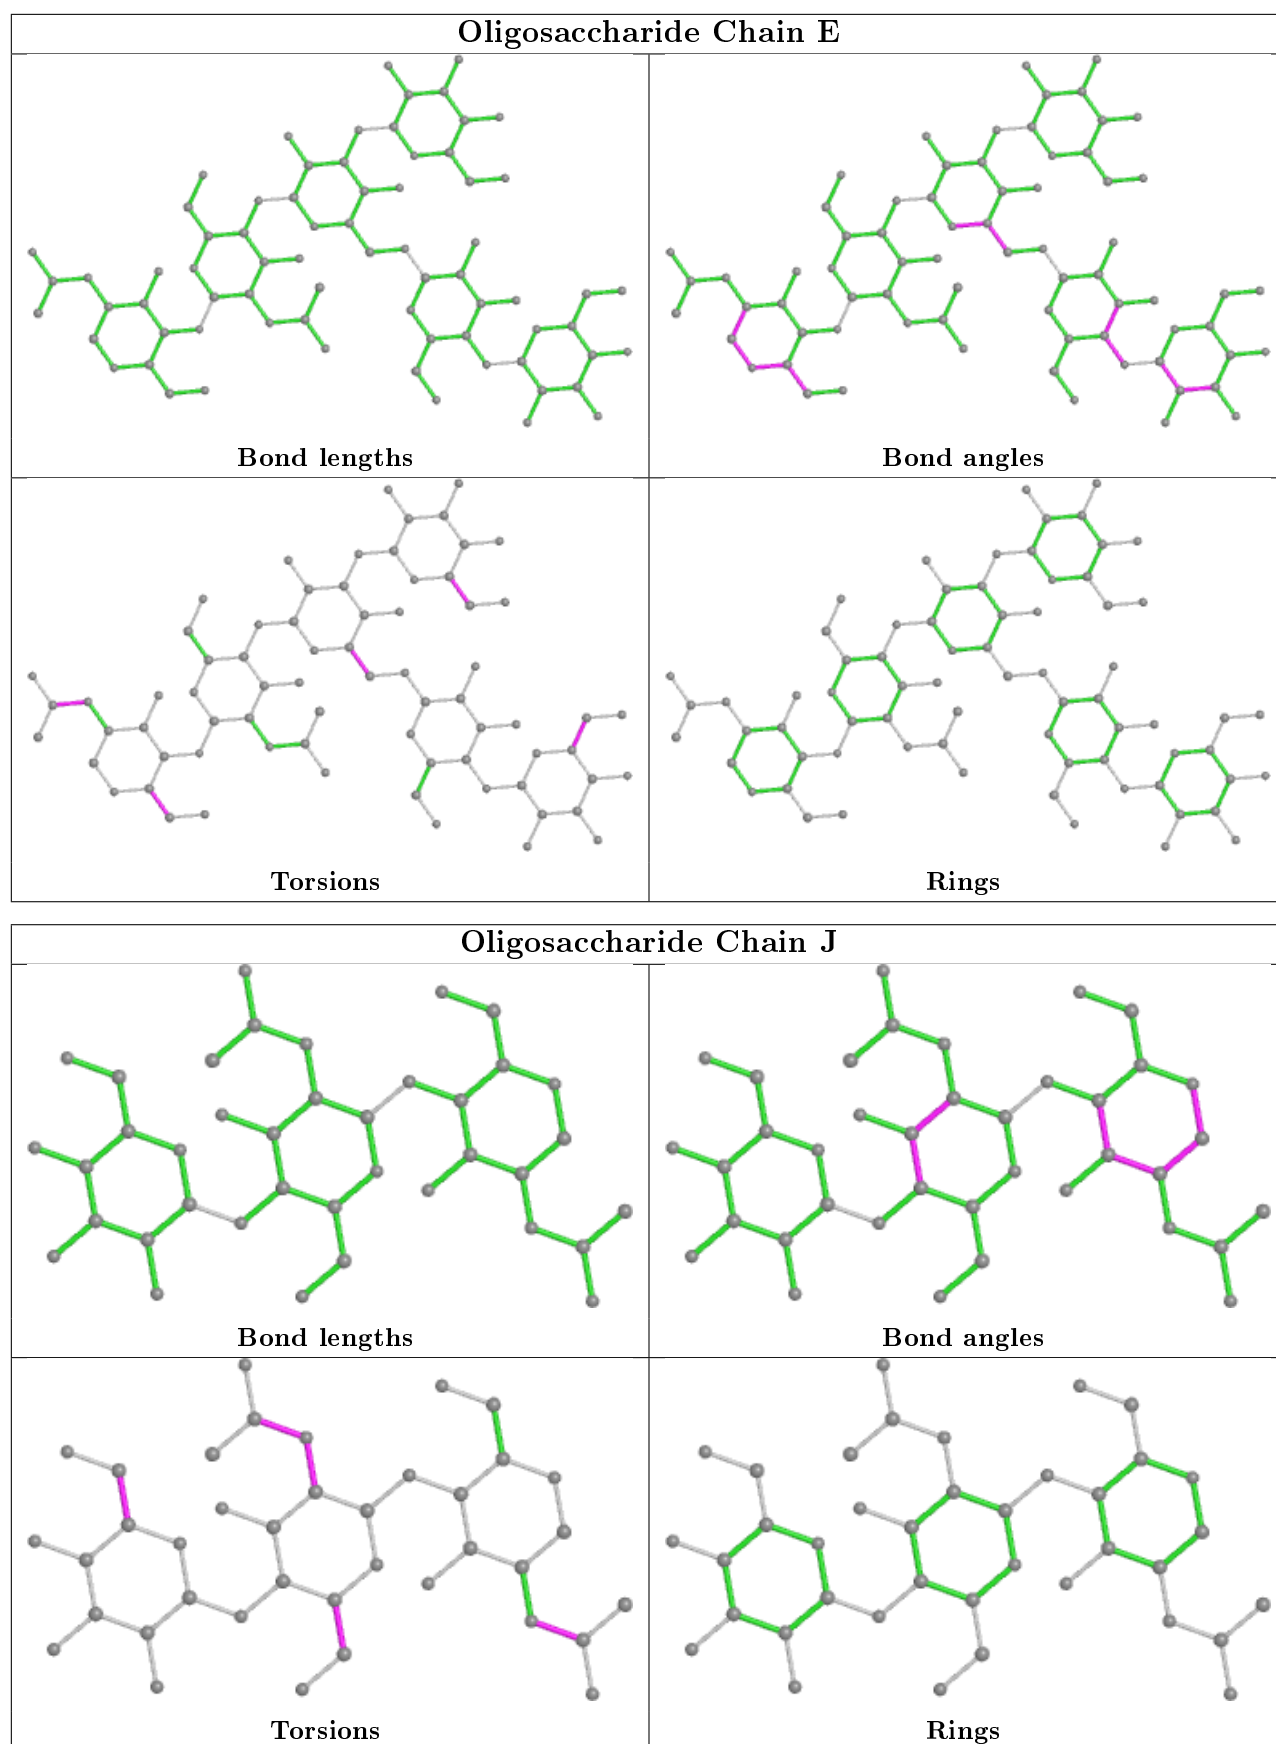 Oligosaccharide Chain E
Bond lengths
Bond angles
Torsions
Rings
Oligosaccharide Chain J
Bond lengths
Bond angles
Torsions
Rings